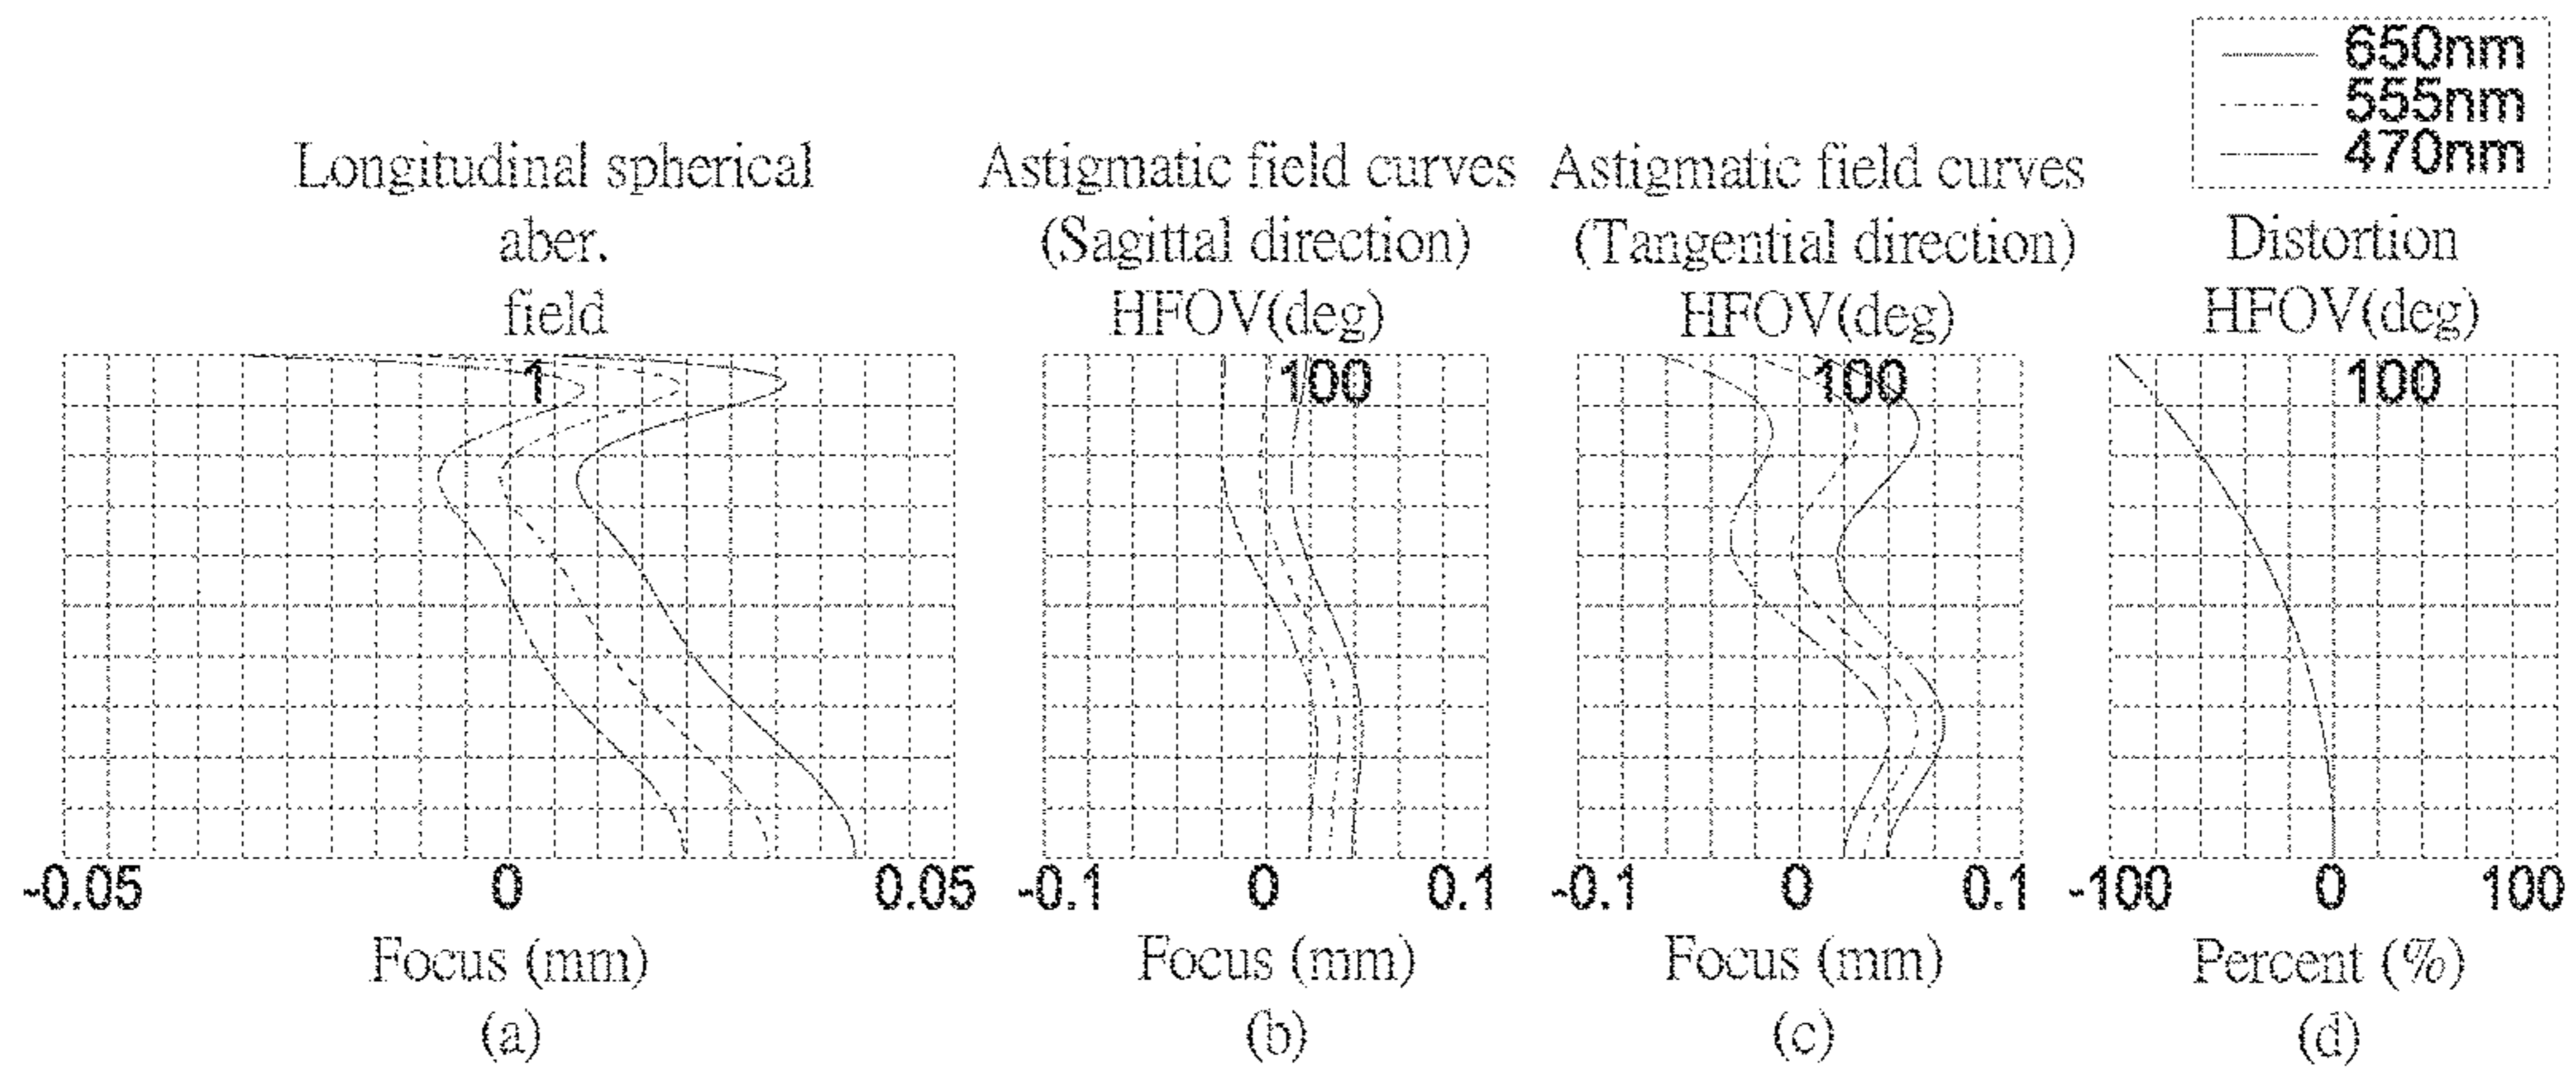 650nm
555nm
470nm
Longitudinal spherical
aber.
field
1
-0.05 0 0.05
Focus (mm)
(a)
Astigmatic field curves
(Sagittal direction)
HFOV(deg)
100
-0.1 0 0.1
Focus (mm)
(b)
Astigmatic field curves
(Tangential direction)
HFOV(deg)
100
-0.1 0 0.1
Focus (mm)
(c)
Distortion
HFOV(deg)
100
-100 0 100
Percent (%)
(d)